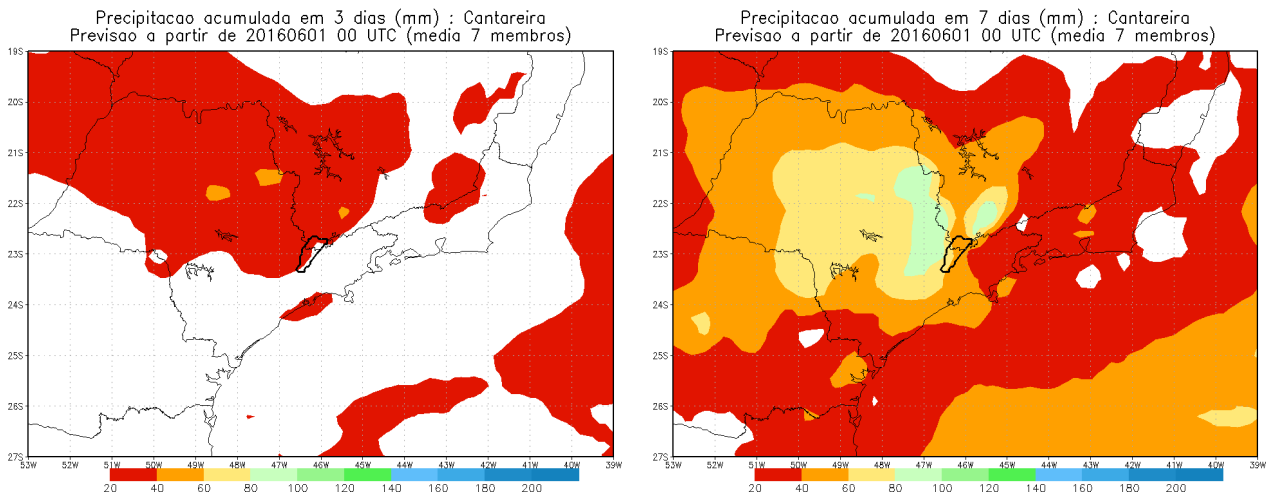 Precipitacao acumulada em 3 dias (mm) : Cantareira
Previsao a partir de 20160601 00 UTC (media 7 membros)
19S
20S
21S
22S
23S
24S
25S
26S
27S
53W 52W 51W 50W 49W 48W 47W 46W 45W 44W 43W 42W 41W 40W 39W
20 40 60 80 100 120 140 160 180 200
Precipitacao acumulada em 7 dias (mm) : Cantareira
Previsao a partir de 20160601 00 UTC (media 7 membros)
19S
20S
21S
22S
23S
24S
25S
26S
27S
53W 52W 51W 50W 49W 48W 47W 46W 45W 44W 43W 42W 41W 40W 39W
20 40 60 80 100 120 140 160 180 200